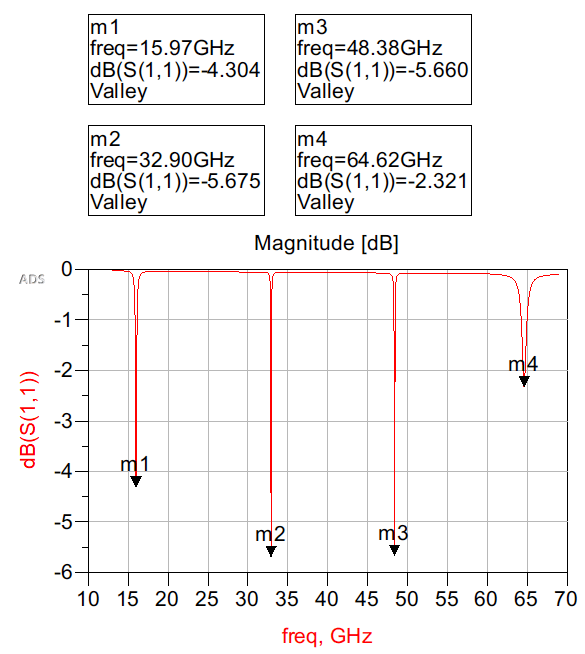 m1
freq=15.97GHz
dB(S(1,1))=-4.304
Valley
m3
freq=48.38GHz
dB(S(1,1))=-5.660
Valley
m2
freq=32.90GHz
dB(S(1,1))=-5.675
Valley
m4
freq=64.62GHz
dB(S(1,1))=-2.321
Valley
Magnitude [dB]
ADS
0
-1
-2
-3
-4
-5
-6
dB(S(1,1))
m1
m2
m3
m4
10 15 20 25 30 35 40 45 50 55 60 65 70
freq, GHz